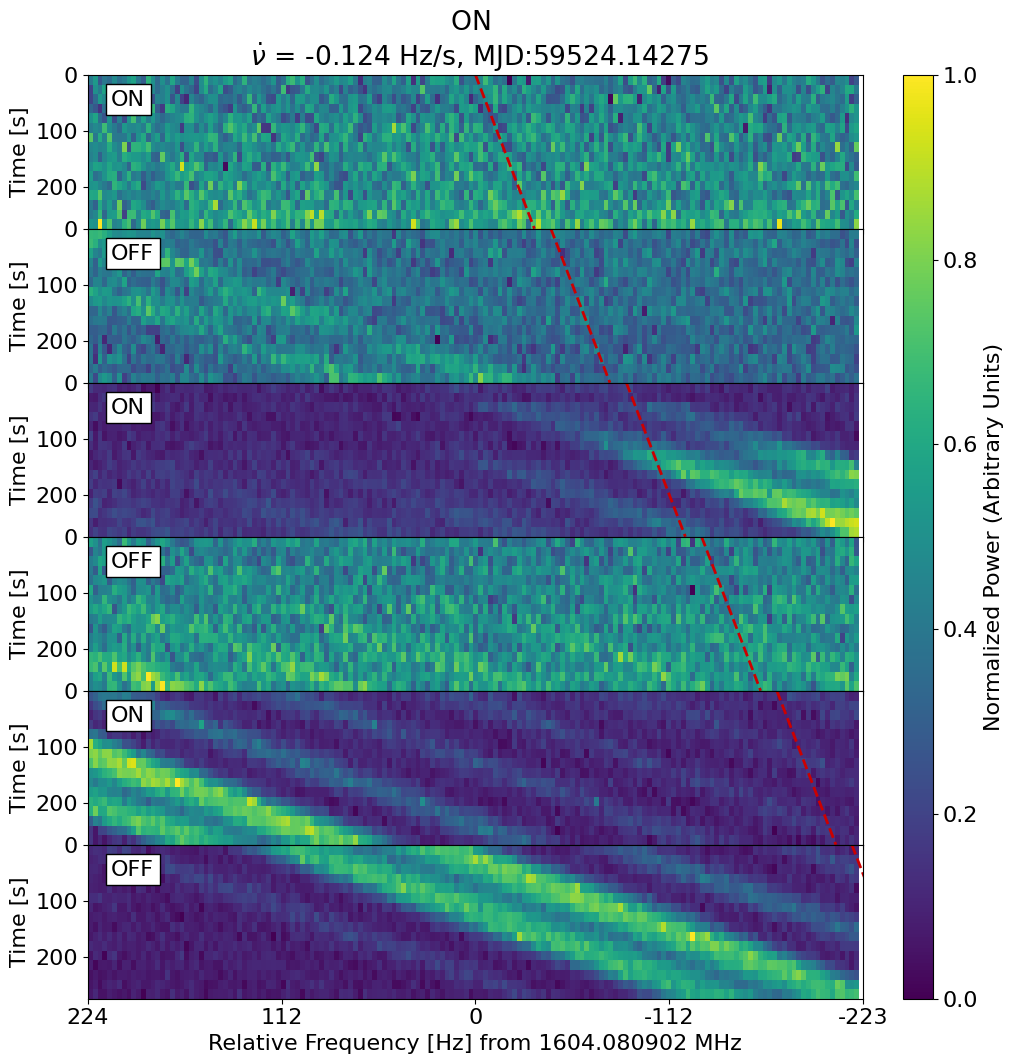 ON
ν̇ = -0.124 Hz/s, MJD:59524.14275
0
ON
100
200
Time [s]
0
OFF
100
200
Time [s]
0
ON
100
200
Time [s]
0
OFF
100
200
Time [s]
0
ON
100
200
Time [s]
0
OFF
100
200
Time [s]
224 112 0 -112 -223
Relative Frequency [Hz] from 1604.080902 MHz
1.0
0.8
0.6
0.4
0.2
0.0
Normalized Power (Arbitrary Units)